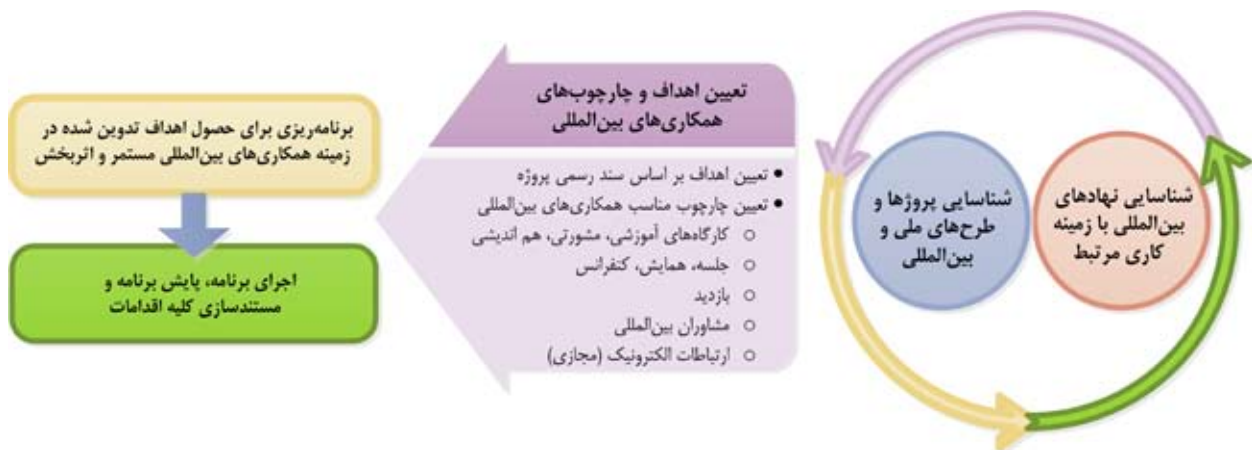 شناسایی نهادهای
بین‌المللی با زمینه
کاری مرتبط
شناسایی پروژها و
طرح‌های ملی و
بین‌المللی
تعیین اهداف و چارچوب‌های
همکاری‌های بین‌المللی
• تعیین اهداف بر اساس سند رسمی پروژه
• تعیین چارچوب مناسب همکاری‌های بین‌المللی
○ کارگاه‌های آموزشی، مشورتی، هم اندیشی
○ جلسه، همایش، کنفرانس
○ بازدید
○ مشاوران بین‌المللی
○ ارتباطات الکترونیک (مجازی)
برنامه‌ریزی برای حصول اهداف تدوین شده در
زمینه همکاری‌های بین‌المللی مستمر و اثربخش
اجرای برنامه، پایش برنامه و
مستندسازی کلیه اقدامات